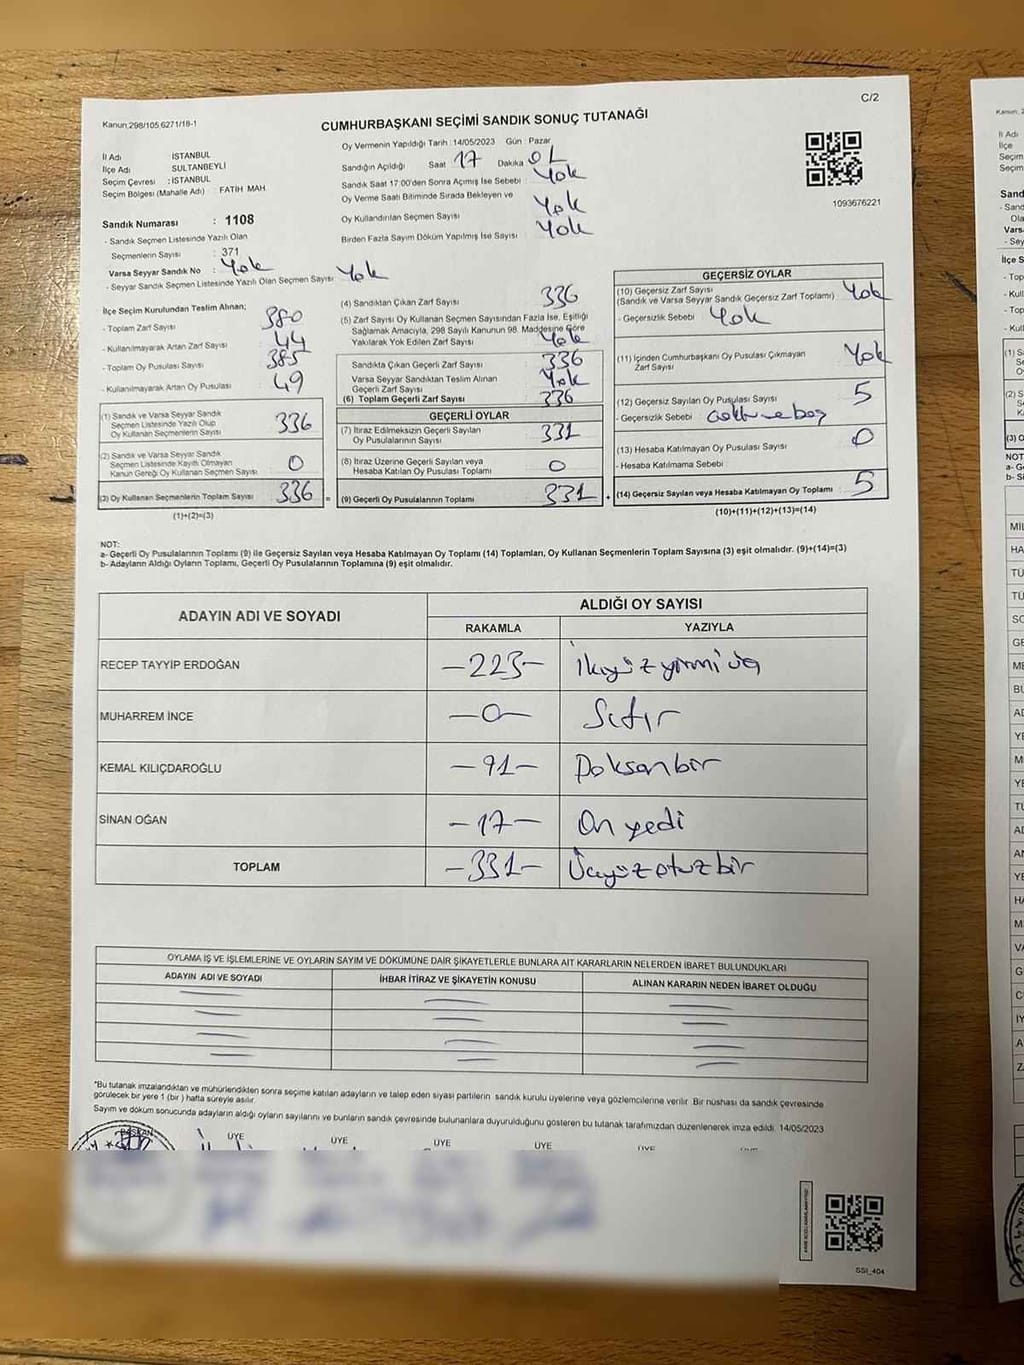 C/2
Kanun:298/105 6271/18-1
CUMHURBAŞKANI SEÇİMİ SANDIK SONUÇ TUTANAĞI
İl Adı : İSTANBUL
İlçe Adı SULTANBEYLİ
Seçim Çevresi : İSTANBUL
Seçim Bölgesi (Mahalle Adı) : FATİH MAH
Sandık Numarası : 1108
- Sandık Seçmen Listesinde Yazılı Olan
Seçmenlerin Sayısı : 371
Varsa Seyyar Sandık No : Yok
- Seyyar Sandık Seçmen Listesinde Yazılı Olan Seçmen Sayısı Yok
Oy Vermenin Yapıldığı Tarih :14/05/2023 Gün : Pazar
Sandığın Açıldığı Saat 17 Dakika 01
Sandık Saat 17:00'den Sonra Açımış İse Sebebi : Yok
Oy Verme Saati Bitiminde Sırada Bekleyen ve
Oy Kullandırılan Seçmen Sayısı : Yok
Birden Fazla Sayım Döküm Yapılmış İse Sayısı : Yok
1093676221
İlçe Seçim Kurulundan Teslim Alınan;
- Toplam Zarf Sayısı : 380
- Kullanılmayarak Artan Zarf Sayısı : 44
- Toplam Oy Pusulası Sayısı : 385
- Kullanılmayarak Artan Oy Pusulası : 49
(1) Sandık ve Varsa Seyyar Sandık
Seçmen Listesinde Yazılı Olup
Oy Kullanan Seçmenlerin Sayısı : 336
(2) Sandık ve Varsa Seyyar Sandık
Seçmen Listesinde Kayıtlı Olmayan
Kanun Gereği Oy Kullanan Seçmen Sayısı : 0
(3) Oy Kullanan Seçmenlerin Toplam Sayısı : 336
(1)+(2)=(3)
(4) Sandıktan Çıkan Zarf Sayısı : 336
(5) Zarf Sayısı Oy Kullanan Seçmen Sayısından Fazla İse, Eşitliği
Sağlamak Amacıyla, 298 Sayılı Kanunun 98. Maddesine Göre
Yakılarak Yok Edilen Zarf Sayısı : Yok
Sandıkta Çıkan Geçerli Zarf Sayısı : 336
Varsa Seyyar Sandıktan Teslim Alınan
Geçerli Zarf Sayısı : Yok
(6) Toplam Geçerli Zarf Sayısı : 336
GEÇERLİ OYLAR
(7) İtiraz Edilmeksizin Geçerli Sayılan
Oy Pusulalarının Sayısı : 331
(8) İtiraz Üzerine Geçerli Sayılan veya
Hesaba Katılan Oy Pusulası Toplamı : 0
= (9) Geçerli Oy Pusulalarının Toplamı : 331
GEÇERSİZ OYLAR
(10) Geçersiz Zarf Sayısı : Yok
(Sandık ve Varsa Seyyar Sandık Geçersiz Zarf Toplamı)
- Geçersizlik Sebebi : Yok
(11) İçinden Cumhurbaşkanı Oy Pusulası Çıkmayan
Zarf Sayısı : Yok
(12) Geçersiz Sayılan Oy Pusulası Sayısı : 5
- Geçersizlik Sebebi
(13) Hesaba Katılmayan Oy Pusulası Sayısı : 0
- Hesaba Katılmama Sebebi :
+ (14) Geçersiz Sayılan veya Hesaba Katılmayan Oy Toplamı : 5
(10)+(11)+(12)+(13)=(14)
NOT:
a- Geçerli Oy Pusulalarının Toplamı (9) ile Geçersiz Sayılan veya Hesaba Katılmayan Oy Toplamı (14) Toplamları, Oy Kullanan Seçmenlerin Toplam Sayısına (3) eşit olmalıdır. (9)+(14)=(3)
b- Adayların Aldığı Oyların Toplamı, Geçerli Oy Pusulalarının Toplamına (9) eşit olmalıdır.
ADAYIN ADI VE SOYADI ALDIĞI OY SAYISI
RAKAMLA YAZIYLA
RECEP TAYYİP ERDOĞAN -223- İkiyüz yirmi üç
MUHARREM İNCE -0- Sıfır
KEMAL KILIÇDAROĞLU -91- Doksan bir
SİNAN OĞAN -17- On yedi
TOPLAM -331- Üçyüz otuz bir
OYLAMA İŞ VE İŞLEMLERİNE VE OYLARIN SAYIM VE DÖKÜMÜNE DAİR ŞİKAYETLERLE BUNLARA AİT KARARLARIN NELERDEN İBARET BULUNDUKLARI
ADAYIN ADI VE SOYADI İHBAR İTİRAZ VE ŞİKAYETİN KONUSU ALINAN KARARIN NEDEN İBARET OLDUĞU
*Bu tutanak imzalandıktan ve mühürlendikten sonra seçime katılan adayların ve talep eden siyasi partilerin sandık kurulu üyelerine veya gözlemcilerine verilir. Bir nüshası da sandık çevresinde
görülecek bir yere 1 (bir) hafta süreyle asılır.
Sayım ve döküm sonucunda adayların aldığı oyların sayılarını ve bunların sandık çevresinde bulunanlara duyurulduğunu gösteren bu tutanak tarafımızdan düzenlenerek imza edildi. 14/05/2023
BAŞKAN ÜYE ÜYE ÜYE ÜYE ÜYE
SSI_404